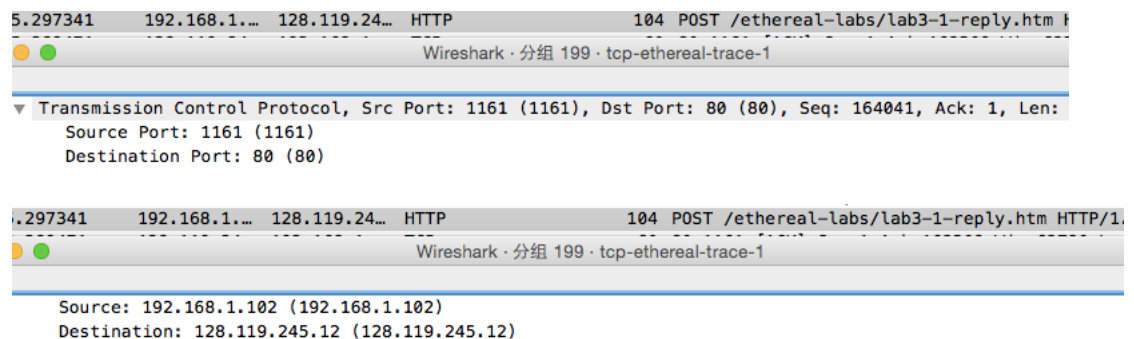 5.297341 192.168.1.… 128.119.24… HTTP 104 POST /ethereal-labs/lab3-1-reply.htm
Wireshark · 分组 199 · tcp-ethereal-trace-1
Transmission Control Protocol, Src Port: 1161 (1161), Dst Port: 80 (80), Seq: 164041, Ack: 1, Len:
Source Port: 1161 (1161)
Destination Port: 80 (80)
.297341 192.168.1.… 128.119.24… HTTP 104 POST /ethereal-labs/lab3-1-reply.htm HTTP/1.
Wireshark · 分组 199 · tcp-ethereal-trace-1
Source: 192.168.1.102 (192.168.1.102)
Destination: 128.119.245.12 (128.119.245.12)